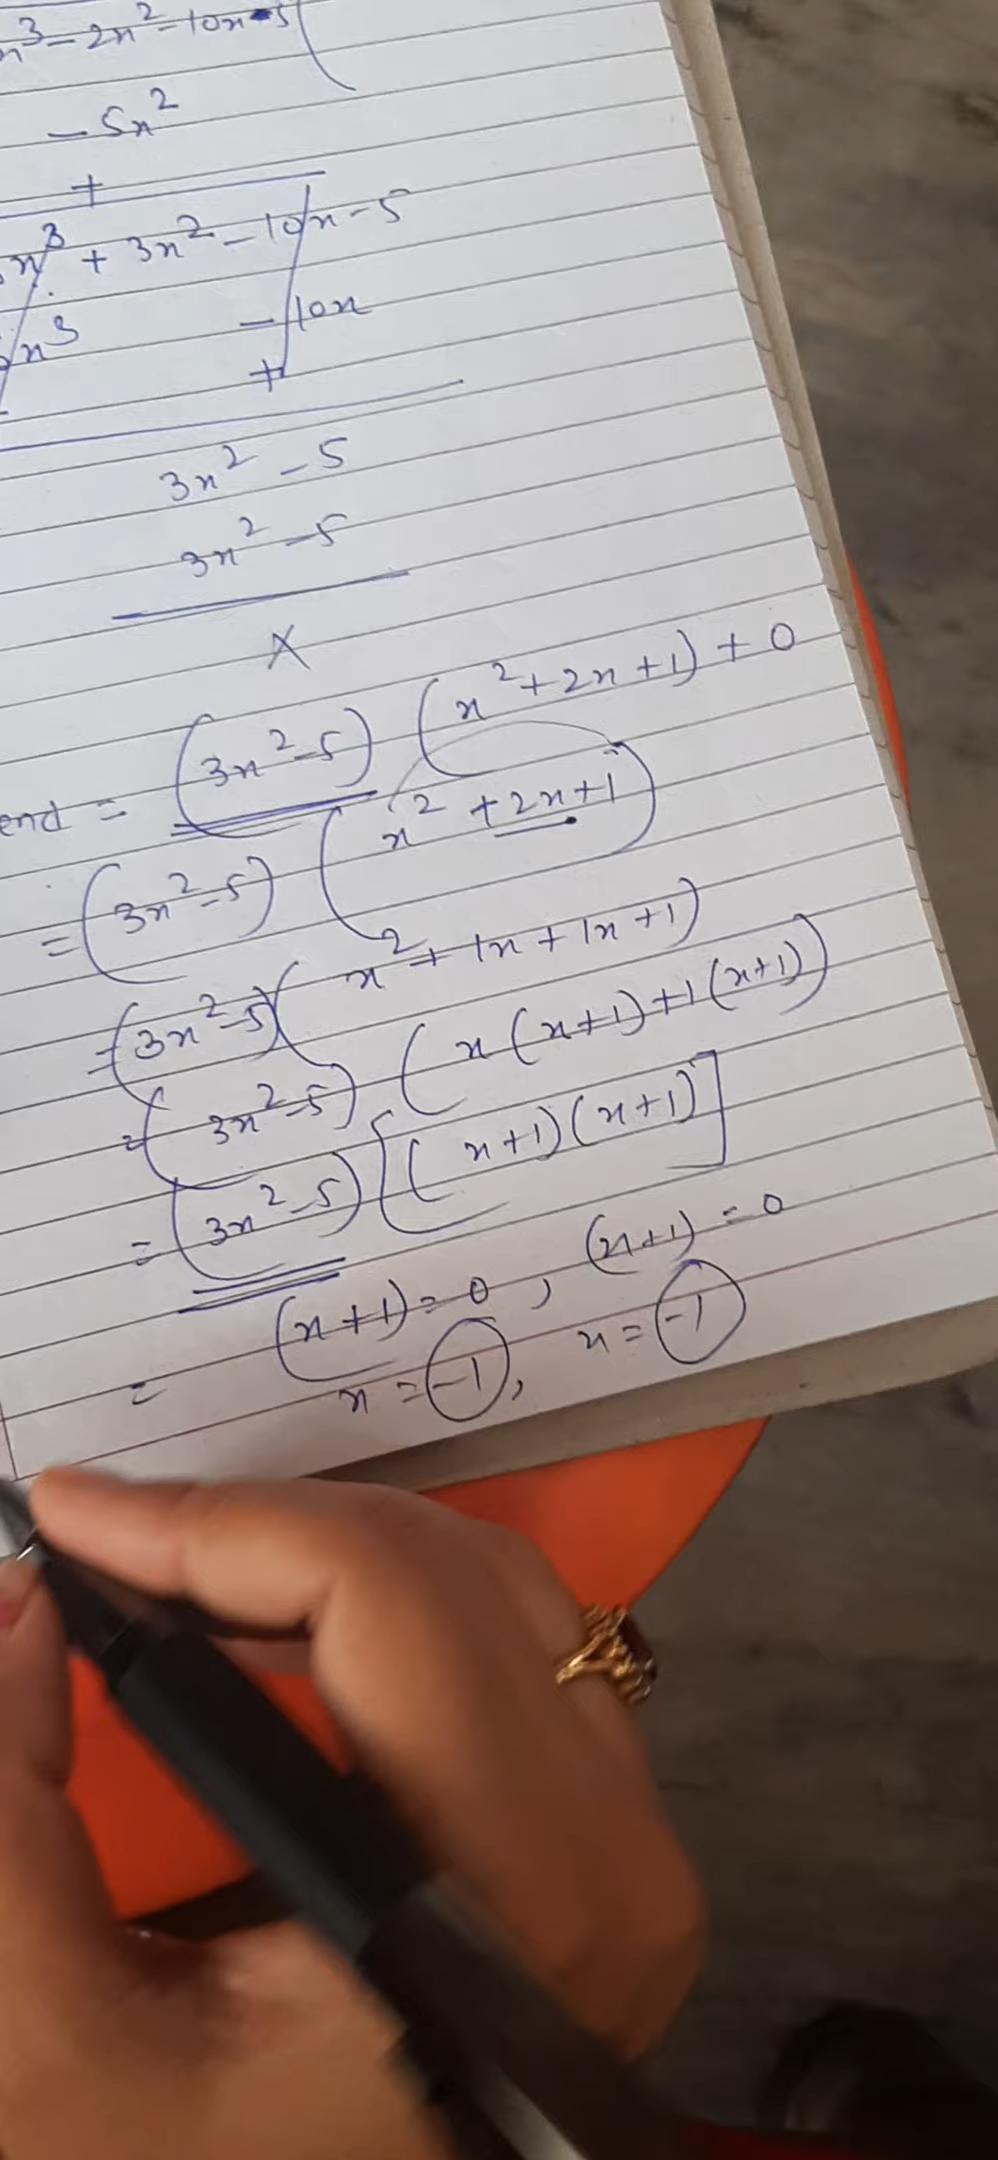 x³ - 2x² - 10x - 5
- 5x²
+
x³ + 3x² - 10x - 5
x³ - 10x
+
3x² - 5
3x² - 5
X
end = (3x² - 5) (x² + 2x + 1) + 0
= (3x² - 5) (x² + 2x + 1)
= (3x² - 5) (x² + 1x + 1x + 1)
= (3x² - 5) (x (x + 1) + 1 (x + 1))
= (3x² - 5) [(x + 1) (x + 1)]
= (x + 1) = 0 , (x + 1) = 0
x = -1 , x = -1